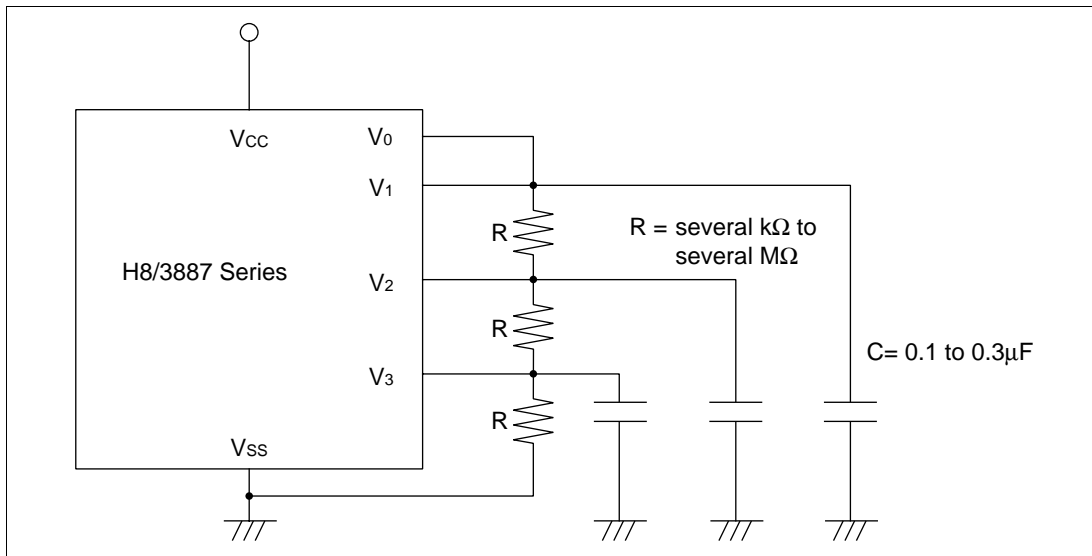 VCC
V0
V1
R
R = several kΩ to
several MΩ
H8/3887 Series
V2
R
C= 0.1 to 0.3μF
V3
R
VSS